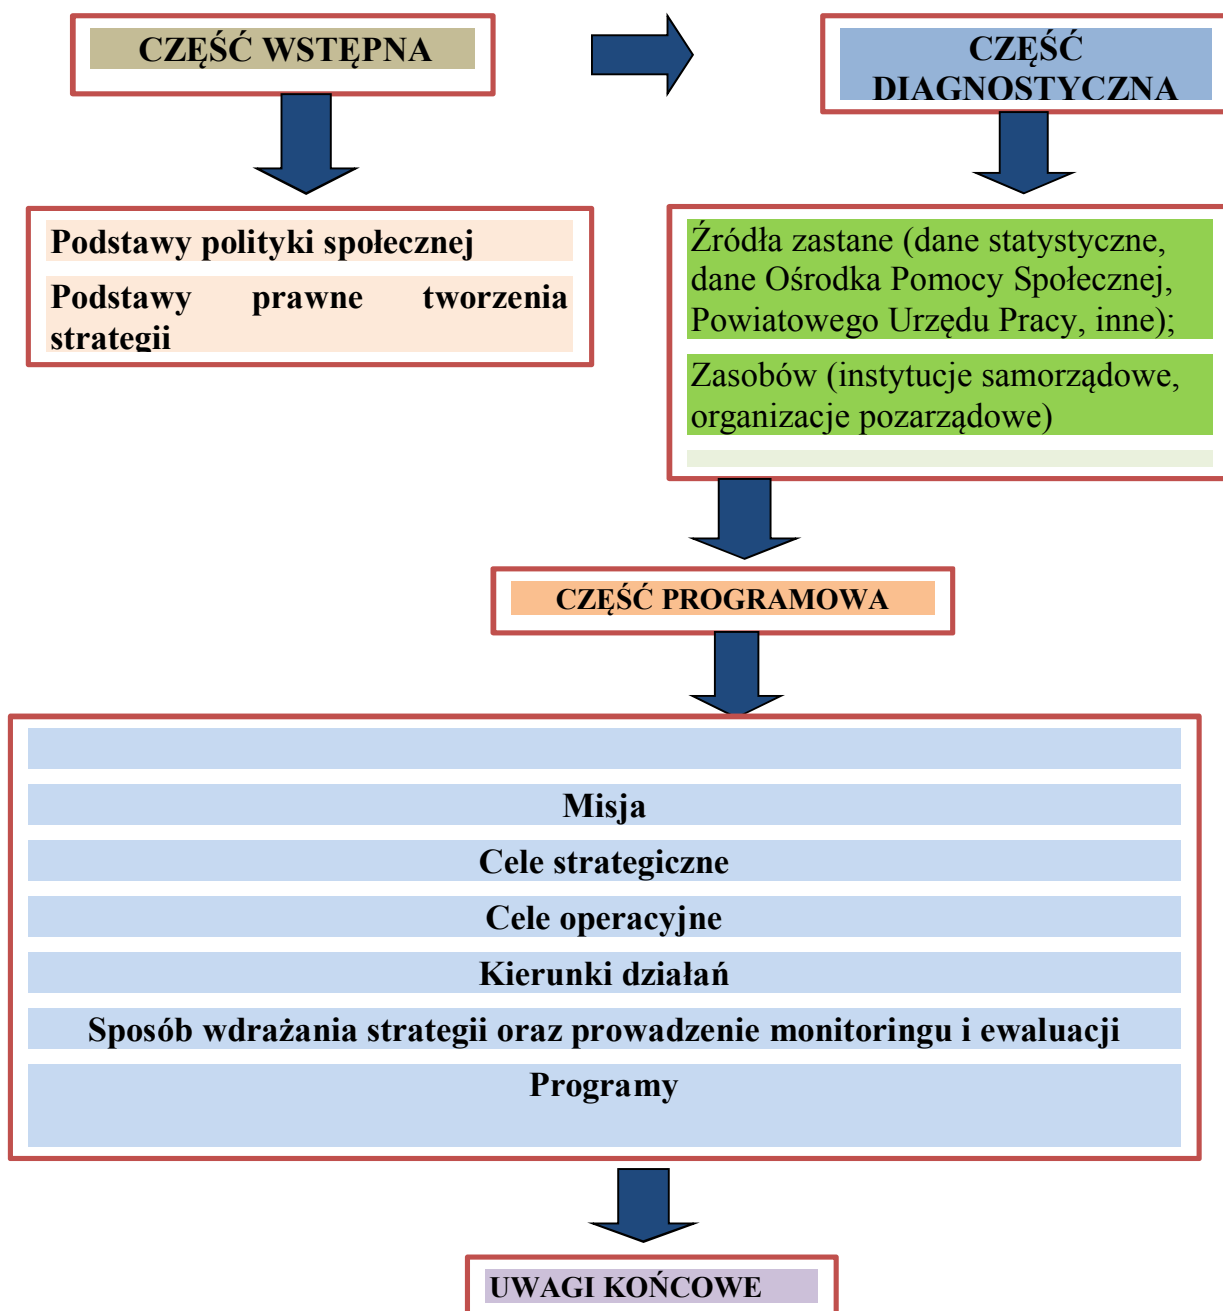 CZĘŚĆ WSTĘPNA
CZĘŚĆ
DIAGNOSTYCZNA
Podstawy polityki społecznej
Podstawy prawne tworzenia
strategii
Źródła zastane (dane statystyczne,
dane Ośrodka Pomocy Społecznej,
Powiatowego Urzędu Pracy, inne);
Zasobów (instytucje samorządowe,
organizacje pozarządowe)
CZĘŚĆ PROGRAMOWA
Misja
Cele strategiczne
Cele operacyjne
Kierunki działań
Sposób wdrażania strategii oraz prowadzenie monitoringu i ewaluacji
Programy
UWAGI KOŃCOWE